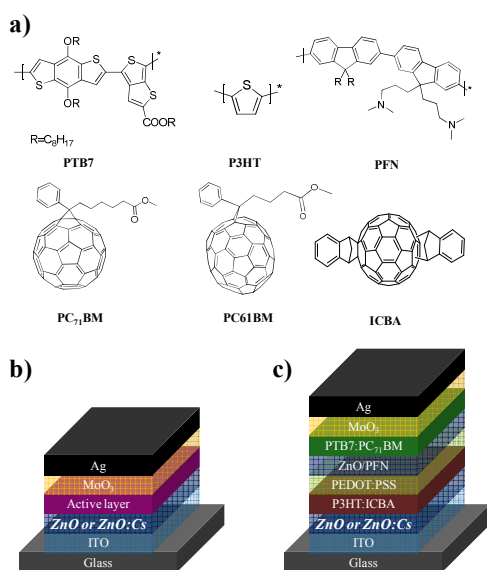 a)
OR
S
*
S
S
S
OR
COOR
R=C₈H₁₇
PTB7
S
*
P3HT
R R
N
N
*
PFN
O
O
PC₇₁BM
O
O
PC61BM
ICBA
b)
Ag
MoO₃
Active layer
ZnO or ZnO:Cs
ITO
Glass
c)
Ag
MoO₃
PTB7:PC₇₁BM
ZnO/PFN
PEDOT:PSS
P3HT:ICBA
ZnO or ZnO:Cs
ITO
Glass